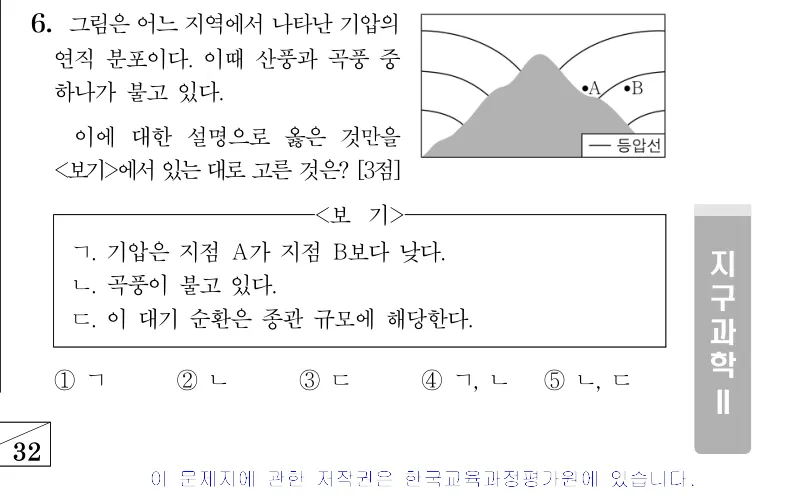 6. 그림은 어느 지역에서 나타난 기압의
연직 분포이다. 이때 산풍과 곡풍 중
하나가 불고 있다.
이에 대한 설명으로 옳은 것만을
<보기>에서 있는 대로 고른 것은? [3점]
A
B
등압선
<보 기>
ㄱ. 기압은 지점 A가 지점 B보다 낮다.
ㄴ. 곡풍이 불고 있다.
ㄷ. 이 대기 순환은 종관 규모에 해당한다.
① ㄱ ② ㄴ ③ ㄷ ④ ㄱ, ㄴ ⑤ ㄴ, ㄷ
지구과학 Ⅱ
32
이 문제지에 관한 저작권은 한국교육과정평가원에 있습니다.